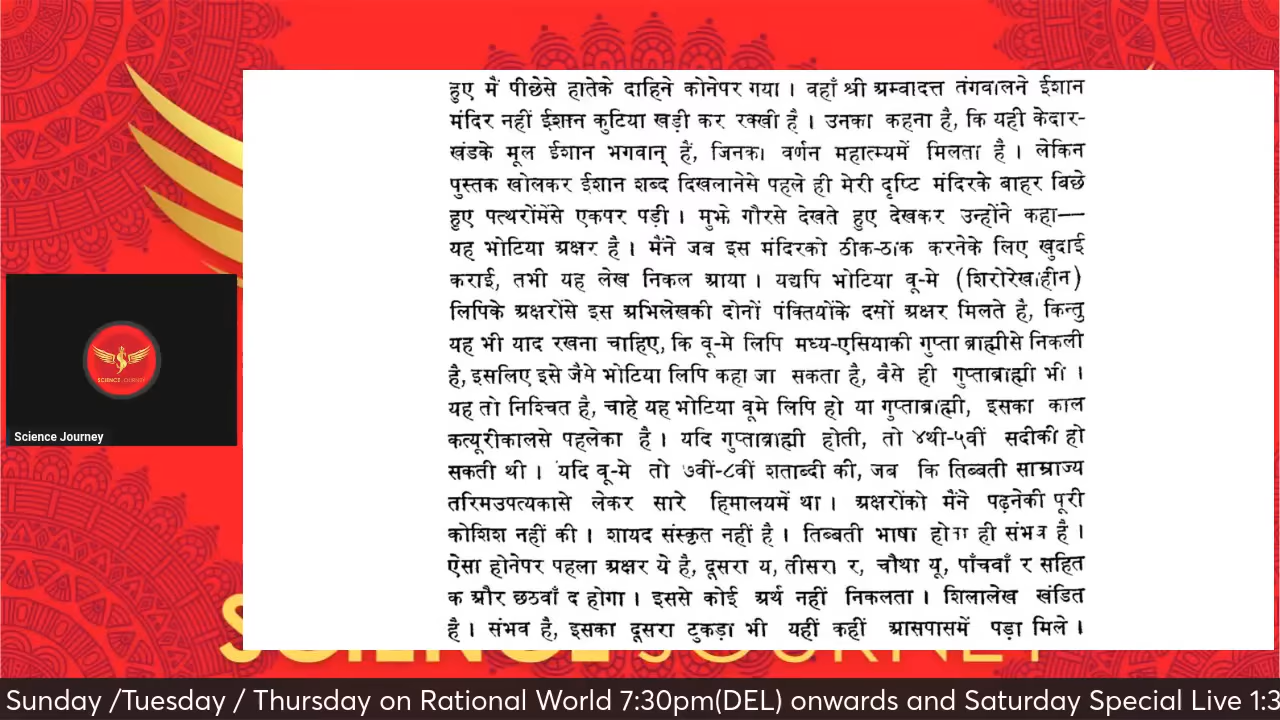 हुए मैं पीछेसे हातेके दाहिने कोनेपर गया । वहाँ श्री अम्वादत्त तंगवालने ईशान
मंदिर नहीं ईशान कुटिया खड़ी कर रक्खी है । उनका कहना है, कि यही केदार-
खंडके मूल ईशान भगवान् हैं, जिनका वर्णन महात्म्यमें मिलता है । लेकिन
पुस्तक खोलकर ईशान शब्द दिखलानेसे पहले ही मेरी दृष्टि मंदिरके बाहर बिछे
हुए पत्थरोंमेंसे एकपर पड़ी । मुझे गौरसे देखते हुए देखकर उन्होंने कहा—
यह भोटिया अक्षर है । मैंने जब इस मंदिरको ठीक-ठाक करनेके लिए खुदाई
कराई, तभी यह लेख निकल आया । यद्यपि भोटिया वू-मे (शिरोरेखाहीन)
लिपिके अक्षरोंसे इस अभिलेखकी दोनों पंक्तियोंके दसों अक्षर मिलते है, किन्तु
यह भी याद रखना चाहिए, कि वू-मे लिपि मध्य-एसियाकी गुप्ता ब्राह्मीसे निकली
है, इसलिए इसे जैसे भोटिया लिपि कहा जा सकता है, वैसे ही गुप्ताब्राह्मी भी ।
यह तो निश्चित है, चाहे यह भोटिया वूमे लिपि हो या गुप्ताब्राह्मी, इसका काल
कत्यूरीकालसे पहलेका है । यदि गुप्ताब्राह्मी होती, तो ४थी-५वीं सदीकी हो
सकती थी । यदि वू-मे तो ७वीं-८वीं शताब्दी की, जब कि तिब्बती साम्राज्य
तरिमउपत्यकासे लेकर सारे हिमालयमें था । अक्षरोंको मैंने पढ़नेकी पूरी
कोशिश नहीं की । शायद संस्कृत नहीं है । तिब्बती भाषा होना ही संभव है ।
ऐसा होनेपर पहला अक्षर ये है, दूसरा य, तीसरा र, चौथा यू, पाँचवाँ र सहित
क और छठवाँ द होगा । इससे कोई अर्थ नहीं निकलता । शिलालेख खंडित
है । संभव है, इसका दूसरा टुकड़ा भी यहीं कहीं आसपासमें पड़ा मिले ।
SCIENCE JOURNEY
Science Journey
SCIENCE JOURNEY
Sunday /Tuesday / Thursday on Rational World 7:30pm(DEL) onwards and Saturday Special Live 1:3